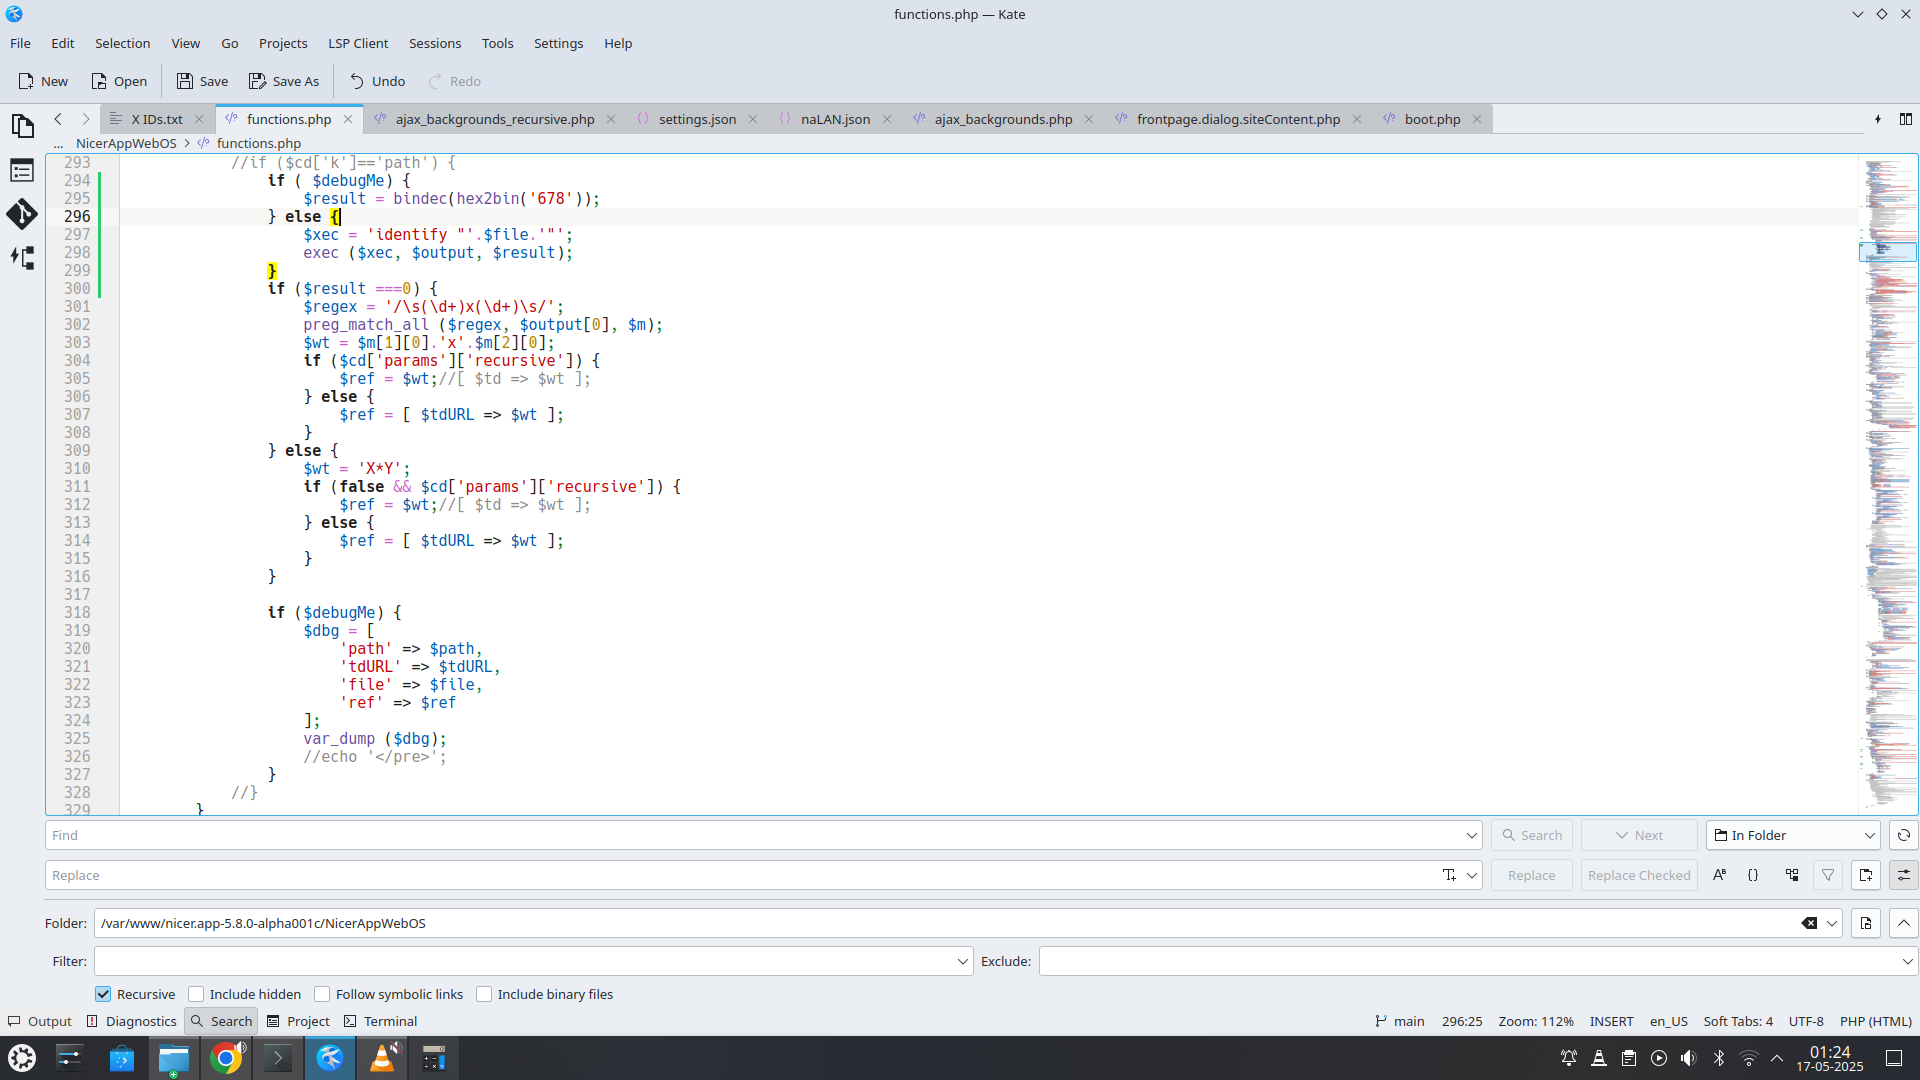 functions.php — Kate
File Edit Selection View Go Projects LSP Client Sessions Tools Settings Help
New Open Save Save As Undo Redo
X IDs.txt functions.php ajax_backgrounds_recursive.php settings.json naLAN.json ajax_backgrounds.php frontpage.dialog.siteContent.php boot.php
... NicerAppWebOS > functions.php
293 //if ($cd['k']=='path') {
294 if ( $debugMe) {
295 $result = bindec(hex2bin('678'));
296 } else {
297 $xec = 'identify "'.$file.'"';
298 exec ($xec, $output, $result);
299 }
300 if ($result ===0) {
301 $regex = '/\s(\d+)x(\d+)\s/';
302 preg_match_all ($regex, $output[0], $m);
303 $wt = $m[1][0].'x'.$m[2][0];
304 if ($cd['params']['recursive']) {
305 $ref = $wt;//[ $td => $wt ];
306 } else {
307 $ref = [ $tdURL => $wt ];
308 }
309 } else {
310 $wt = 'X*Y';
311 if (false && $cd['params']['recursive']) {
312 $ref = $wt;//[ $td => $wt ];
313 } else {
314 $ref = [ $tdURL => $wt ];
315 }
316 }
317
318 if ($debugMe) {
319 $dbg = [
320 'path' => $path,
321 'tdURL' => $tdURL,
322 'file' => $file,
323 'ref' => $ref
324 ];
325 var_dump ($dbg);
326 //echo '</pre>';
327 }
328 //}
329 }
Find Search Next In Folder
Replace Replace Replace Checked
Folder: /var/www/nicer.app-5.8.0-alpha001c/NicerAppWebOS
Filter: Exclude:
Recursive Include hidden Follow symbolic links Include binary files
Output Diagnostics Search Project Terminal main 296:25 Zoom: 112% INSERT en_US Soft Tabs: 4 UTF-8 PHP (HTML)
01:24
17-05-2025